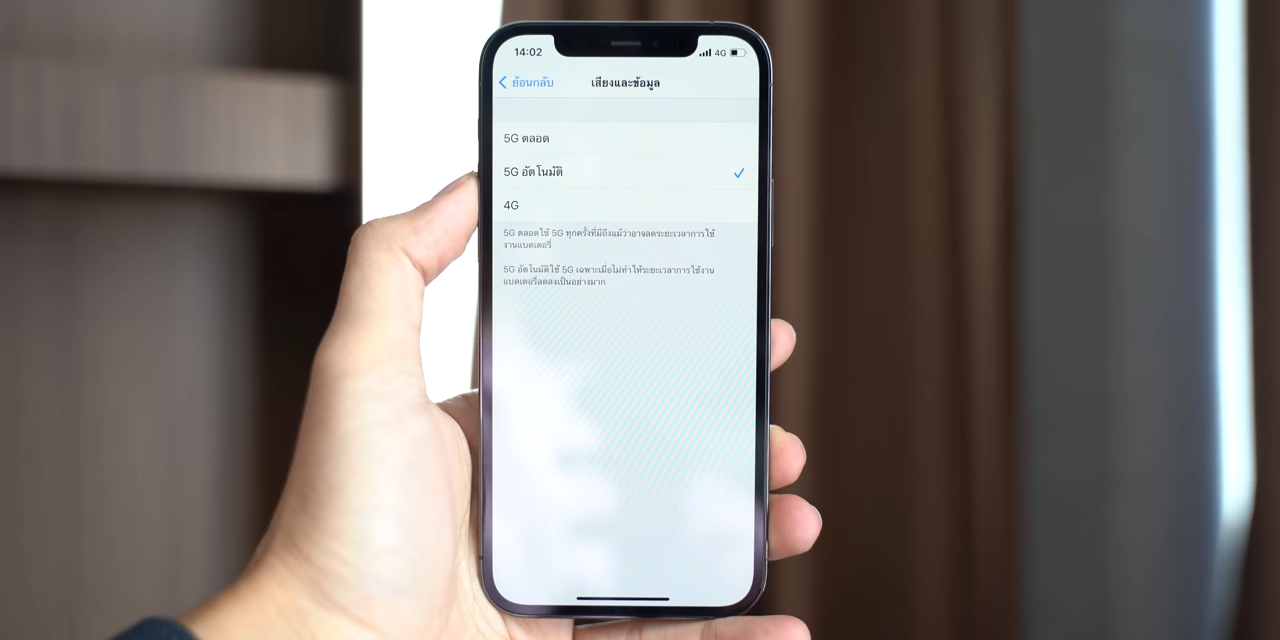 14:02 4G
ย้อนกลับ เสียงและข้อมูล
5G ตลอด
5G อัตโนมัติ
4G
5G ตลอดใช้ 5G ทุกครั้งที่มีถึงแม้ว่าอาจลดระยะเวลาการใช้
งานแบตเตอรี่
5G อัตโนมัติใช้ 5G เฉพาะเมื่อไม่ทำให้ระยะเวลาการใช้งาน
แบตเตอรี่ลดลงเป็นอย่างมาก